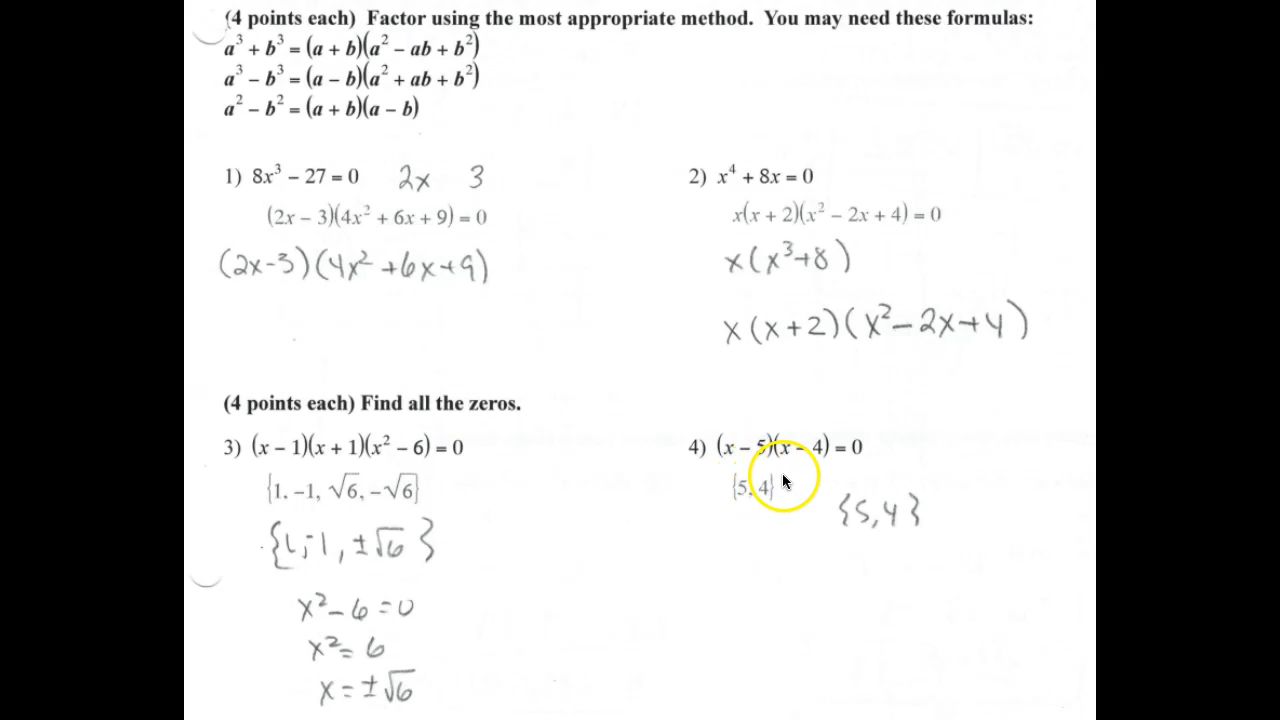 (4 points each) Factor using the most appropriate method. You may need these formulas:
a³ + b³ = (a + b)(a² − ab + b²)
a³ − b³ = (a − b)(a² + ab + b²)
a² − b² = (a + b)(a − b)
1) 8x³ − 27 = 0 2x 3
(2x − 3)(4x² + 6x + 9) = 0
(2x-3)(4x² +6x+9)
2) x⁴ + 8x = 0
x(x + 2)(x² − 2x + 4) = 0
x(x³+8)
x(x+2)(x²-2x+4)
(4 points each) Find all the zeros.
3) (x − 1)(x + 1)(x² − 6) = 0
{1, −1, √6, −√6}
{1,-1, ±√6}
x²-6=0
x²=6
x=±√6
4) (x − 5)(x − 4) = 0
{5, 4}
{5,4}